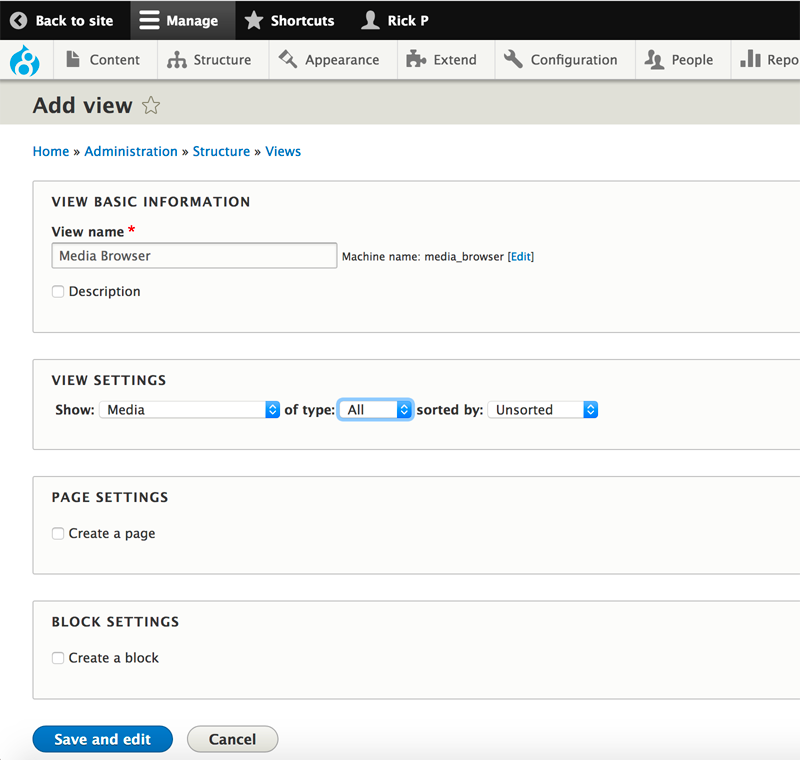 Back to site Manage Shortcuts Rick P
Content Structure Appearance Extend Configuration People Repo
Add view
Home » Administration » Structure » Views
VIEW BASIC INFORMATION
View name *
Media Browser Machine name: media_browser [Edit]
Description
VIEW SETTINGS
Show: Media of type: All sorted by: Unsorted
PAGE SETTINGS
Create a page
BLOCK SETTINGS
Create a block
Save and edit Cancel